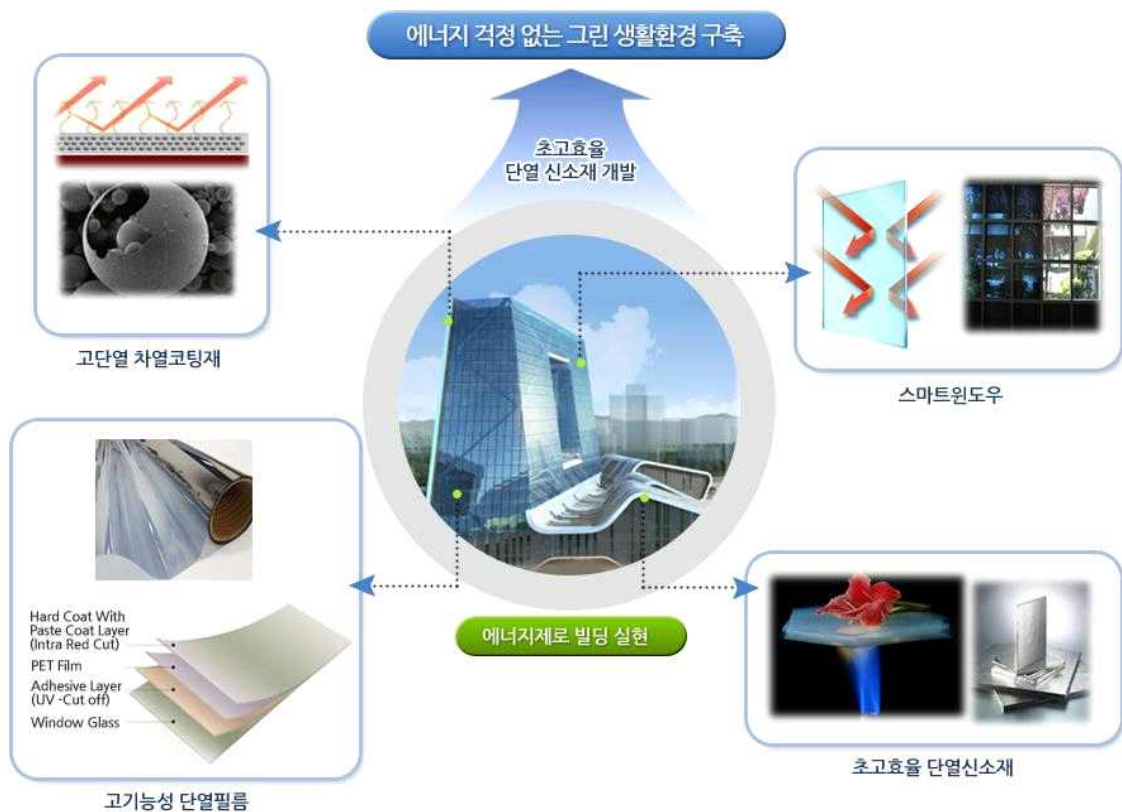 에너지 걱정 없는 그린 생활환경 구축
초고효율
단열 신소재 개발
고단열 차열코팅재
스마트윈도우
Hard Coat With
Paste Coat Layer
(Intra Red Cut)
PET Film
Adhesive Layer
(UV -Cut off)
Window Glass
에너지제로 빌딩 실현
고기능성 단열필름
초고효율 단열신소재